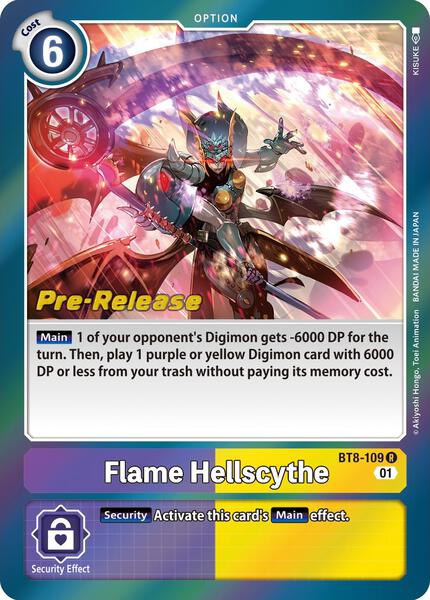 OPTION
Cost
6
KISUKE
Pre-Release
Main 1 of your opponent's Digimon gets -6000 DP for the
turn. Then, play 1 purple or yellow Digimon card with 6000
DP or less from your trash without paying its memory cost.
©Akiyoshi Hongo, Toei Animation BANDAI MADE IN JAPAN
BT8-109 R
Flame Hellscythe
01
Security Activate this card's Main effect.
Security Effect